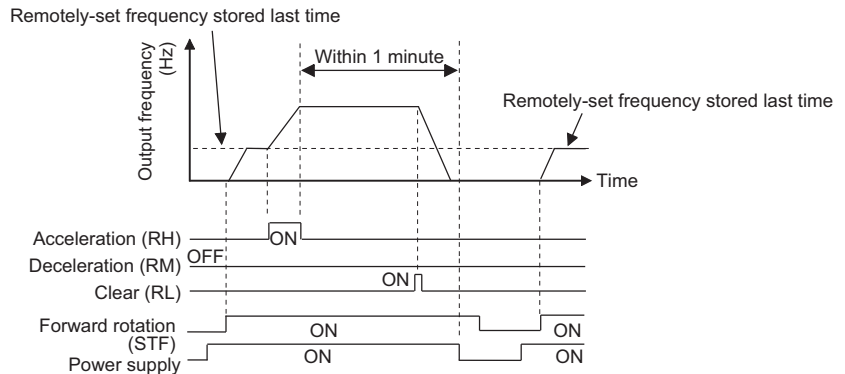 Remotely-set frequency stored last time
Output frequency
(Hz)
Within 1 minute
Remotely-set frequency stored last time
Time
Acceleration (RH)
ON
Deceleration (RM)
OFF
Clear (RL)
ON
Forward rotation
(STF)
ON
ON
Power supply
ON
ON